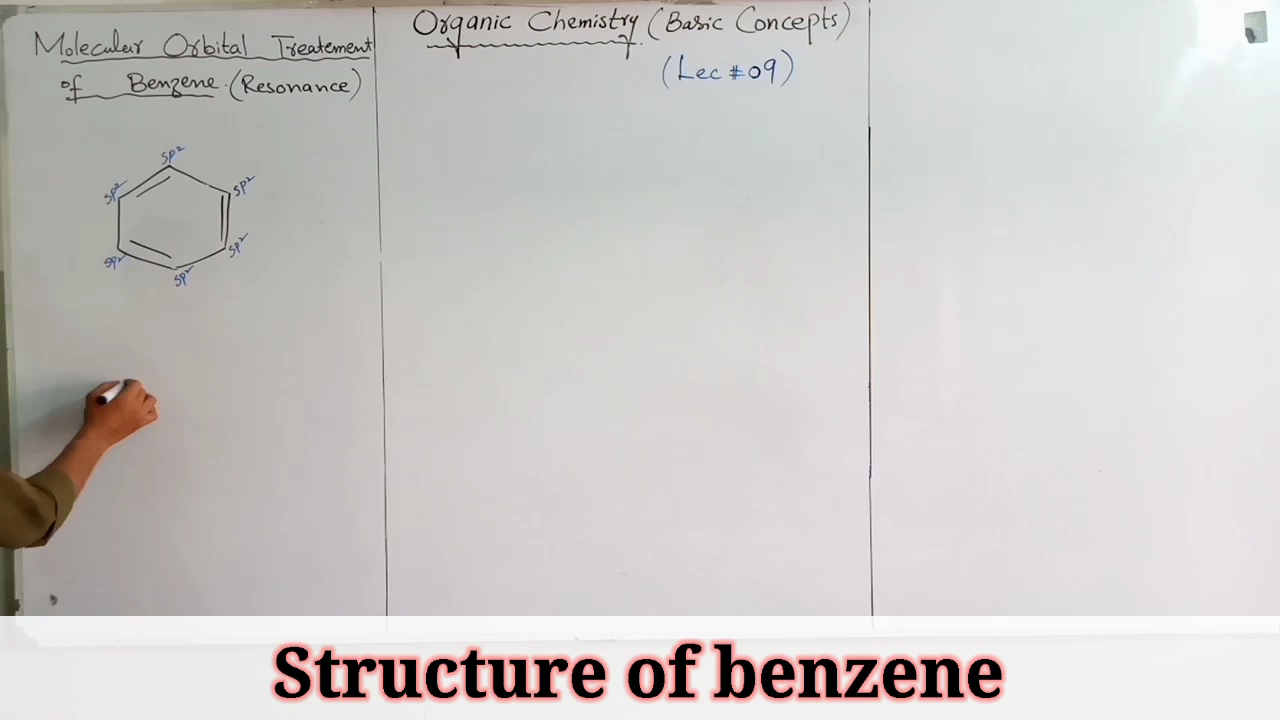 Molecular Orbital Treatement
of Benzene. (Resonance)
Organic Chemistry (Basic Concepts)
(Lec # 09)
SP²
SP²
SP²
SP²
SP²
SP²
Structure of benzene